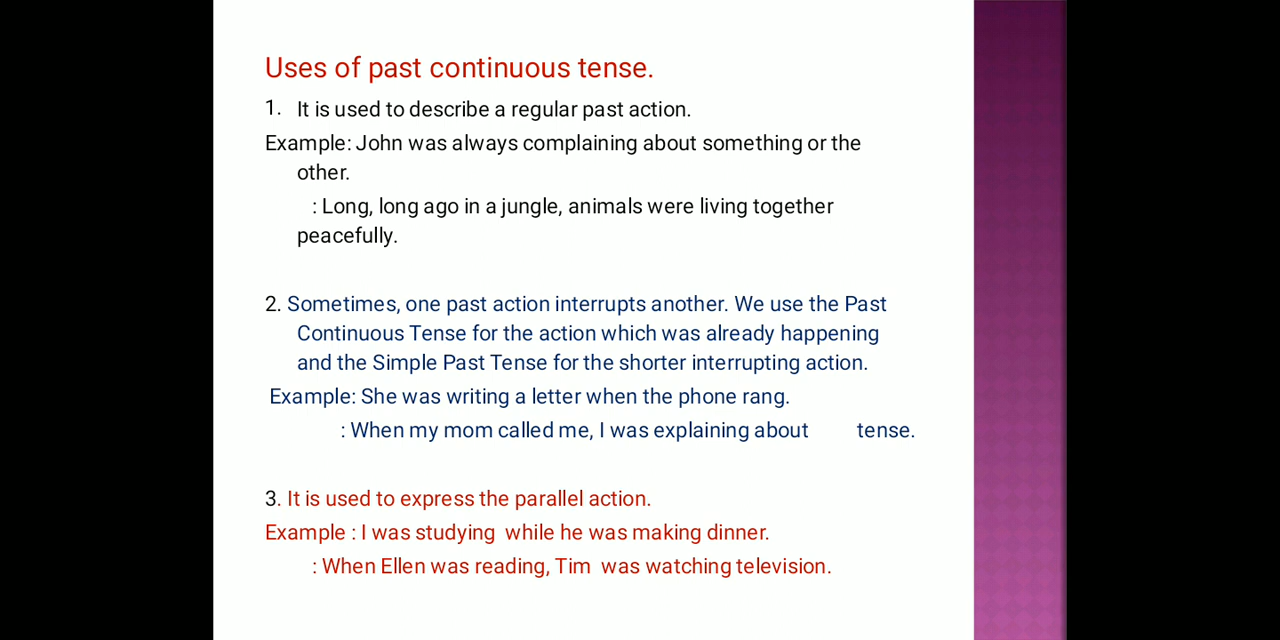 Uses of past continuous tense.
1. It is used to describe a regular past action.
Example: John was always complaining about something or the
other.
: Long, long ago in a jungle, animals were living together
peacefully.
2. Sometimes, one past action interrupts another. We use the Past
Continuous Tense for the action which was already happening
and the Simple Past Tense for the shorter interrupting action.
Example: She was writing a letter when the phone rang.
: When my mom called me, I was explaining about tense.
3. It is used to express the parallel action.
Example : I was studying while he was making dinner.
: When Ellen was reading, Tim was watching television.